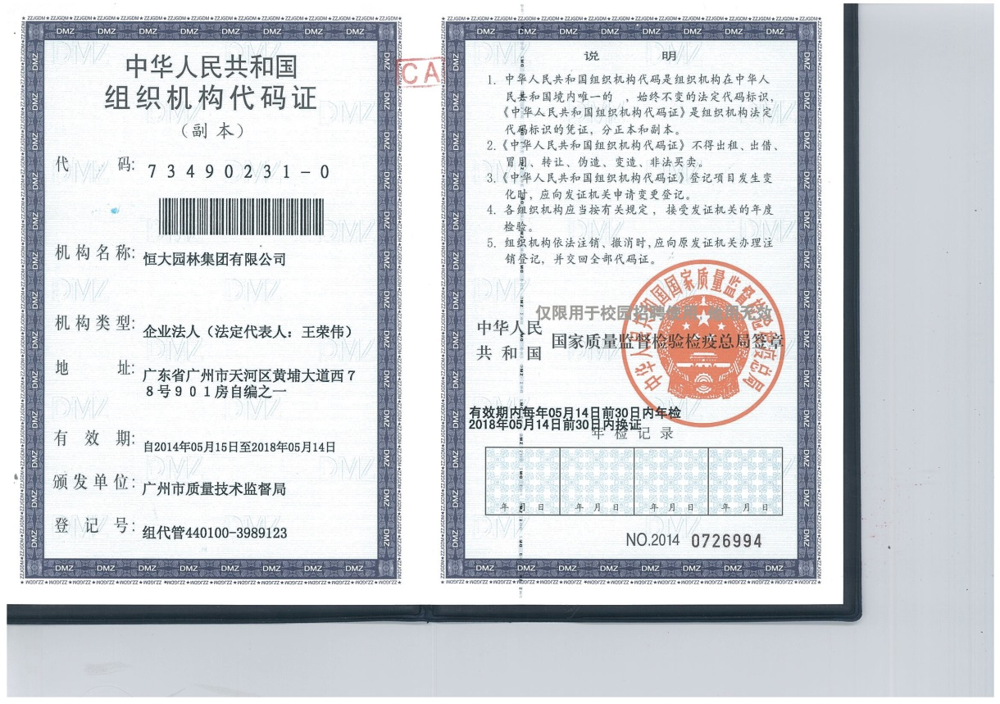 中华人民共和国
组织机构代码证
（副本）
代 码: 73490231-0
机构名称: 恒大园林集团有限公司
机构类型: 企业法人（法定代表人：王荣伟）
地 址: 广东省广州市天河区黄埔大道西7
8号901房自编之一
有 效 期: 自2014年05月15日至2018年05月14日
颁发单位: 广州市质量技术监督局
登 记 号: 组代管440100-3989123
CA
说 明
1. 中华人民共和国组织机构代码是组织机构在中华人
民共和国境内唯一的 ，始终不变的法定代码标识，
《中华人民共和国组织机构代码证》是组织机构法定
代码标识的凭证，分正本和副本。
2.《中华人民共和国组织机构代码证》不得出租、出借、
冒用、转让、伪造、变造、非法买卖。
3.《中华人民共和国组织机构代码证》登记项目发生变
化时，应向发证机关申请变更登记。
4. 各组织机构应当按有关规定，接受发证机关的年度
检验。
5. 组织机构依法注销、撤消时，应向原发证机关办理注
销登记，并交回全部代码证。
仅限用于校园招聘
中华人民
共和国
国家质量监督检验检疫总局签章
有效期内每年05月14日前30日内年检
2018年05月14日前30日内换证
年检记录
年 月 日 年 月 日 年 月 日 年 月 日
NO.2014 0726994